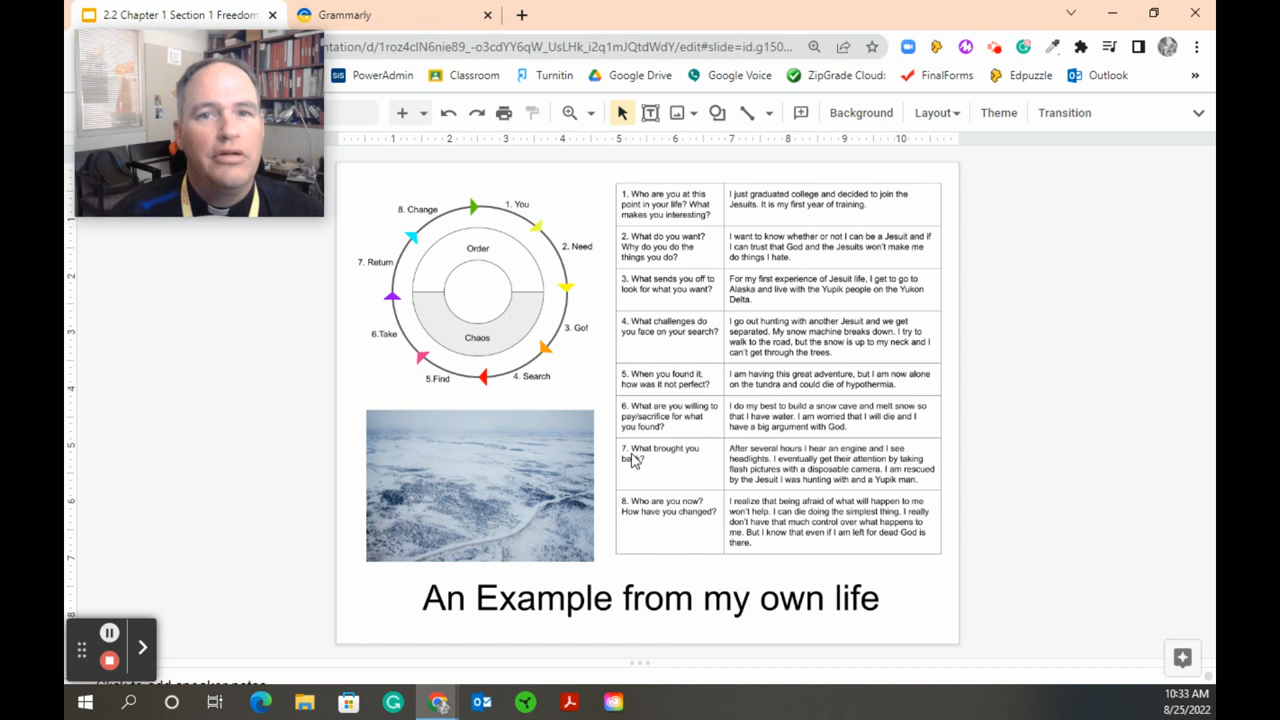 2.2 Chapter 1 Section 1 Freedom
Grammarly
ntation/d/1roz4clN6nie89_-o3cdYY6qW_UsLHk_i2q1mJQtWdY/edit#slide=id.g150...
SIS
PowerAdmin
Classroom
Turnitin
Google Drive
Google Voice
ZipGrade Cloud:
FinalForms
Edpuzzle
Outlook
»
Background
Layout
Theme
Transition
1 2 3 4 5 6 7 8 9 10
8. Change
1. You
7. Return
Order
2. Need
6.Take
Chaos
3. Go!
5.Find
4. Search
1. Who are you at this
point in your life? What
makes you interesting?
I just graduated college and decided to join the
Jesuits. It is my first year of training.
2. What do you want?
Why do you do the
things you do?
I want to know whether or not I can be a Jesuit and if
I can trust that God and the Jesuits won't make me
do things I hate.
3. What sends you off to
look for what you want?
For my first experience of Jesuit life, I get to go to
Alaska and live with the Yupik people on the Yukon
Delta.
4. What challenges do
you face on your search?
I go out hunting with another Jesuit and we get
separated. My snow machine breaks down. I try to
walk to the road, but the snow is up to my neck and I
can't get through the trees.
5. When you found it,
how was it not perfect?
I am having this great adventure, but I am now alone
on the tundra and could die of hypothermia.
6. What are you willing to
pay/sacrifice for what
you found?
I do my best to build a snow cave and melt snow so
that I have water. I am worried that I will die and I
have a big argument with God.
7. What brought you
After several hours I hear an engine and I see
headlights. I eventually get their attention by taking
flash pictures with a disposable camera. I am rescued
by the Jesuit I was hunting with and a Yupik man.
8. Who are you now?
How have you changed?
I realize that being afraid of what will happen to me
won't help. I can die doing the simplest thing. I really
don't have that much control over what happens to
me. But I know that even if I am left for dead God is
there.
An Example from my own life
10:33 AM
8/25/2022